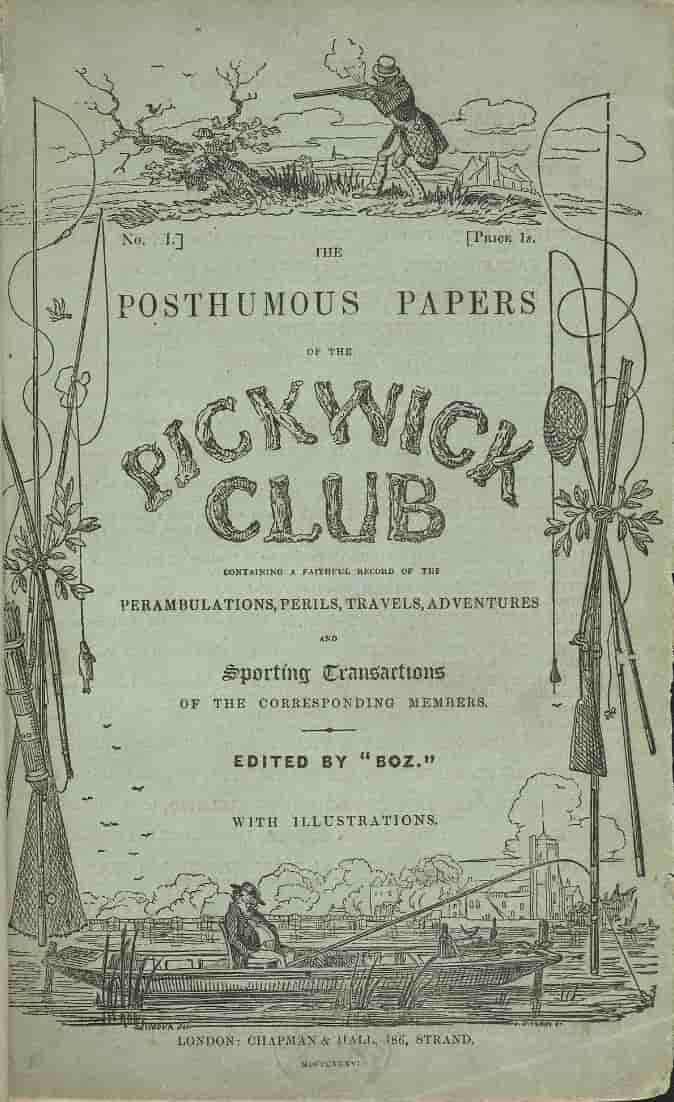 No. I.]
[PRICE 1s.
THE
POSTHUMOUS PAPERS
OF THE
PICKWICK
CLUB
CONTAINING A FAITHFUL RECORD OF THE
PERAMBULATIONS, PERILS, TRAVELS, ADVENTURES
AND
Sporting Transactions
OF THE CORRESPONDING MEMBERS.
EDITED BY "BOZ."
WITH ILLUSTRATIONS.
LONDON: CHAPMAN & HALL, 186, STRAND.
MDCCCXXXVI